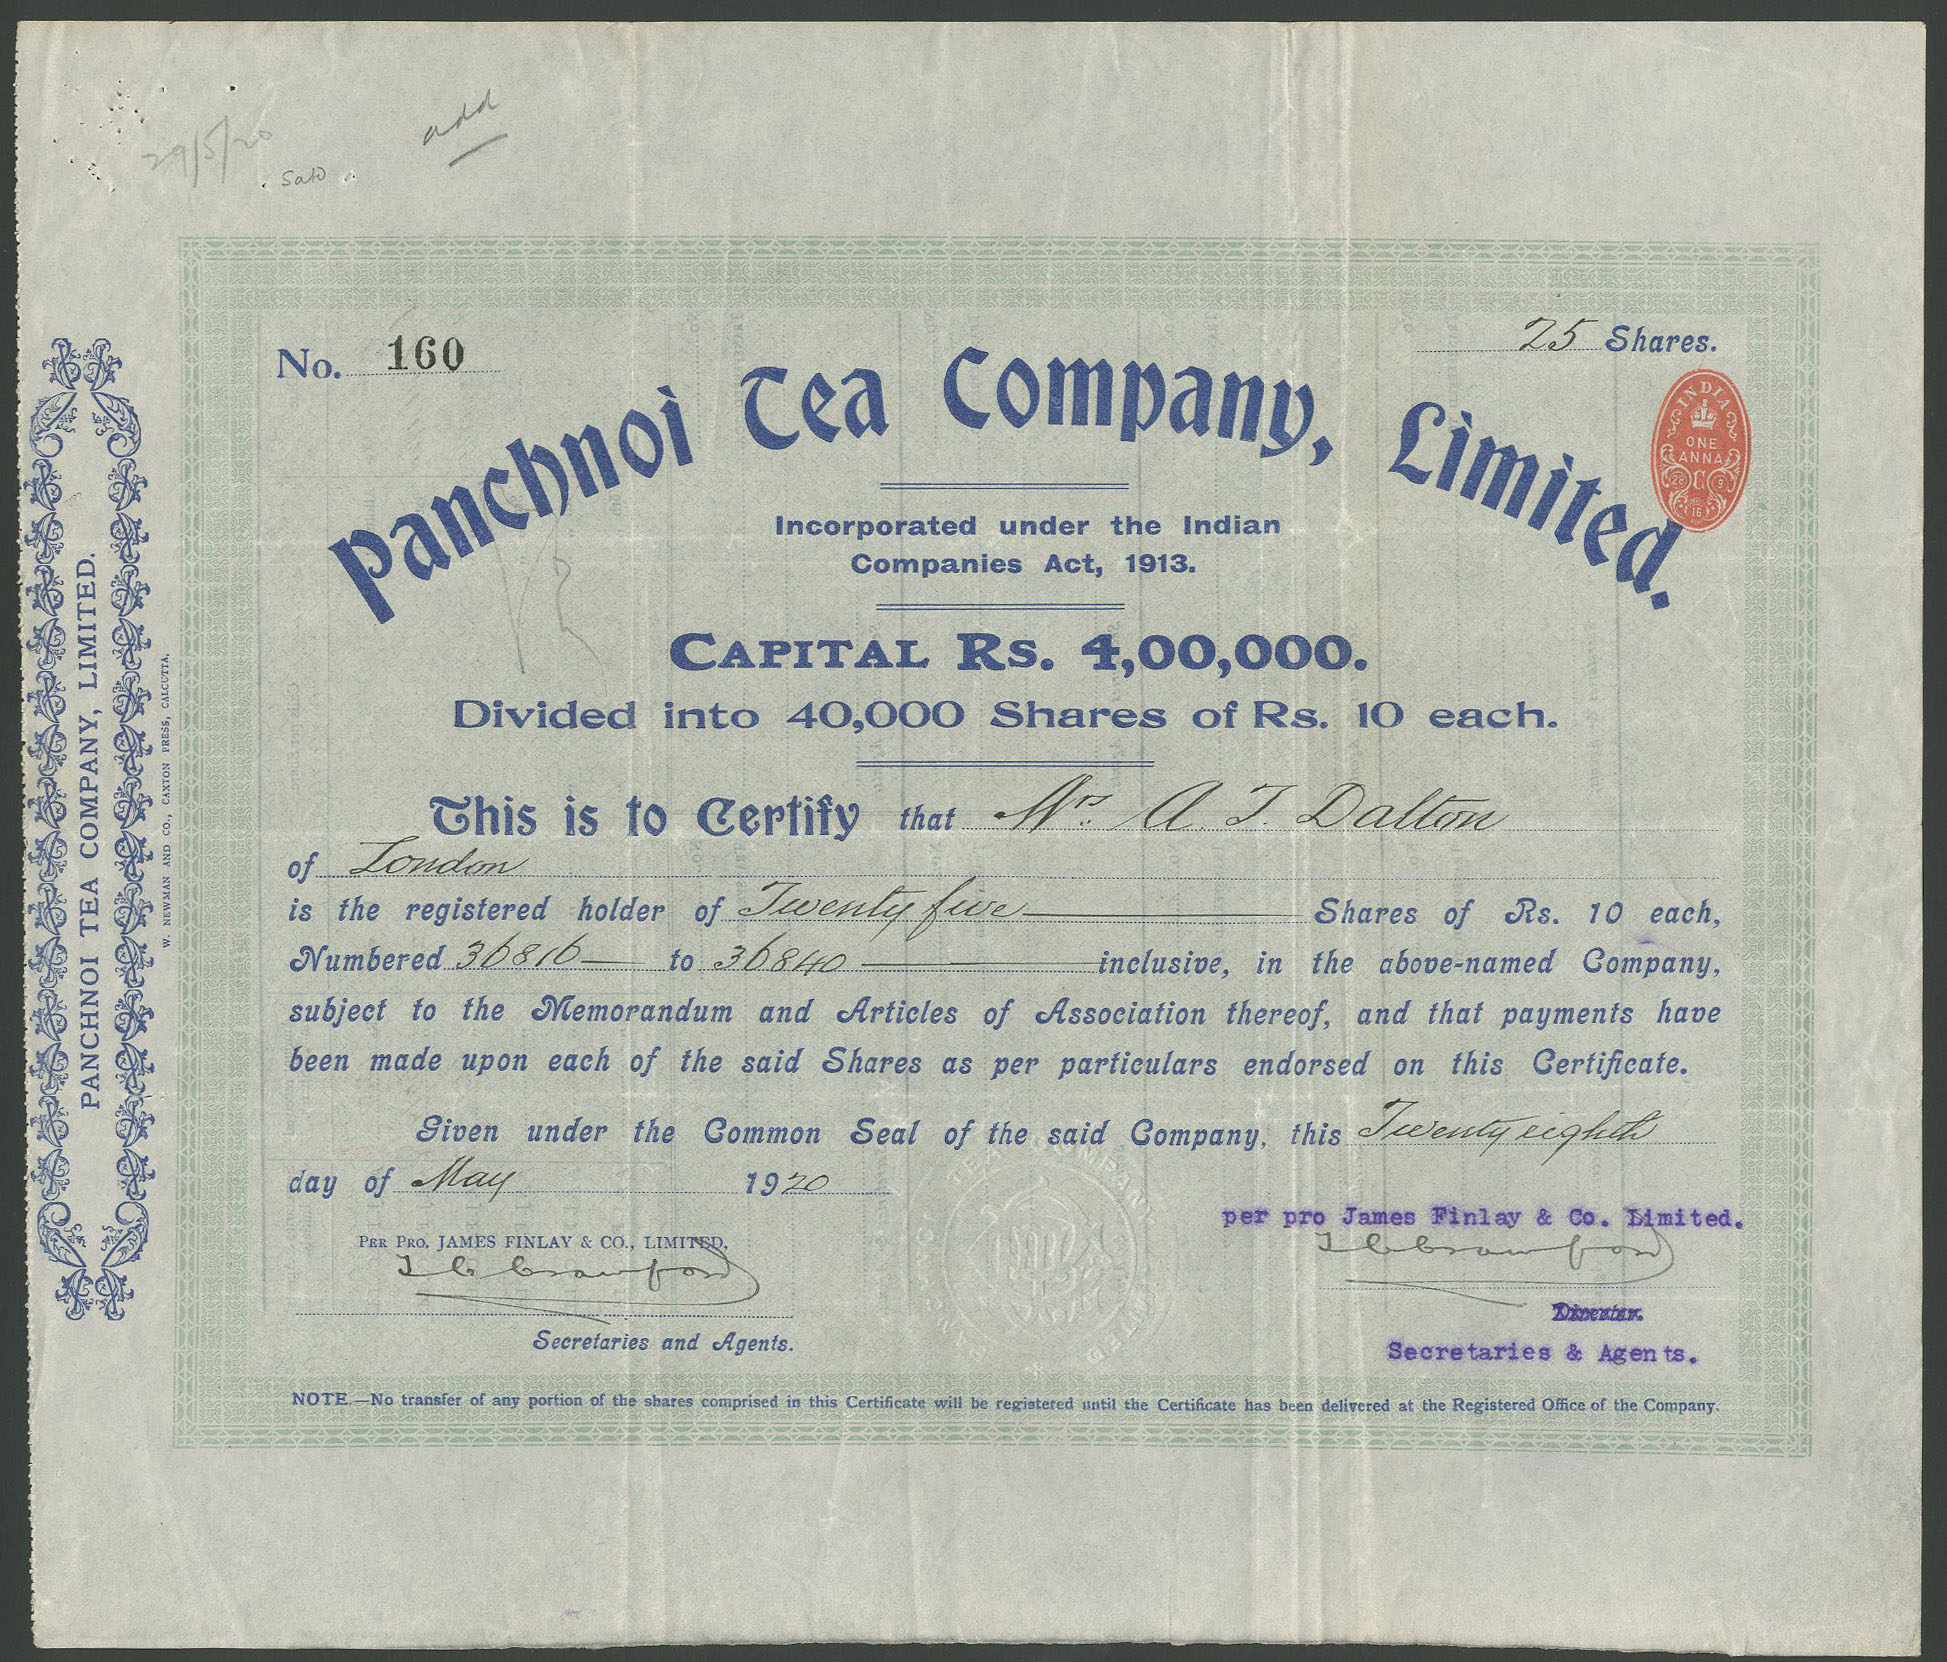 29/5/20
add
Sold
No. 160
25 Shares.
Panchnoi Tea Company, Limited.
INDIA
ONE
ANNA
28 C 9
16
Incorporated under the Indian
Companies Act, 1913.
CAPITAL RS. 4,00,000.
Divided into 40,000 Shares of Rs. 10 each.
This is to Certify that Mrs. A. T. Dalton
of London
is the registered holder of Twenty five Shares of Rs. 10 each,
Numbered 36816 to 36840 inclusive, in the above-named Company,
subject to the Memorandum and Articles of Association thereof, and that payments have
been made upon each of the said Shares as per particulars endorsed on this Certificate.
Given under the Common Seal of the said Company, this Twenty eighth
day of May 1920
TEA COMPANY
PER PRO. JAMES FINLAY & CO., LIMITED,
Secretaries and Agents.
per pro James Finlay & Co. Limited.
Director.
Secretaries & Agents.
NOTE.—No transfer of any portion of the shares comprised in this Certificate will be registered until the Certificate has been delivered at the Registered Office of the Company.
PANCHNOI TEA COMPANY, LIMITED.
W. NEWMAN AND CO., CAXTON PRESS, CALCUTTA.